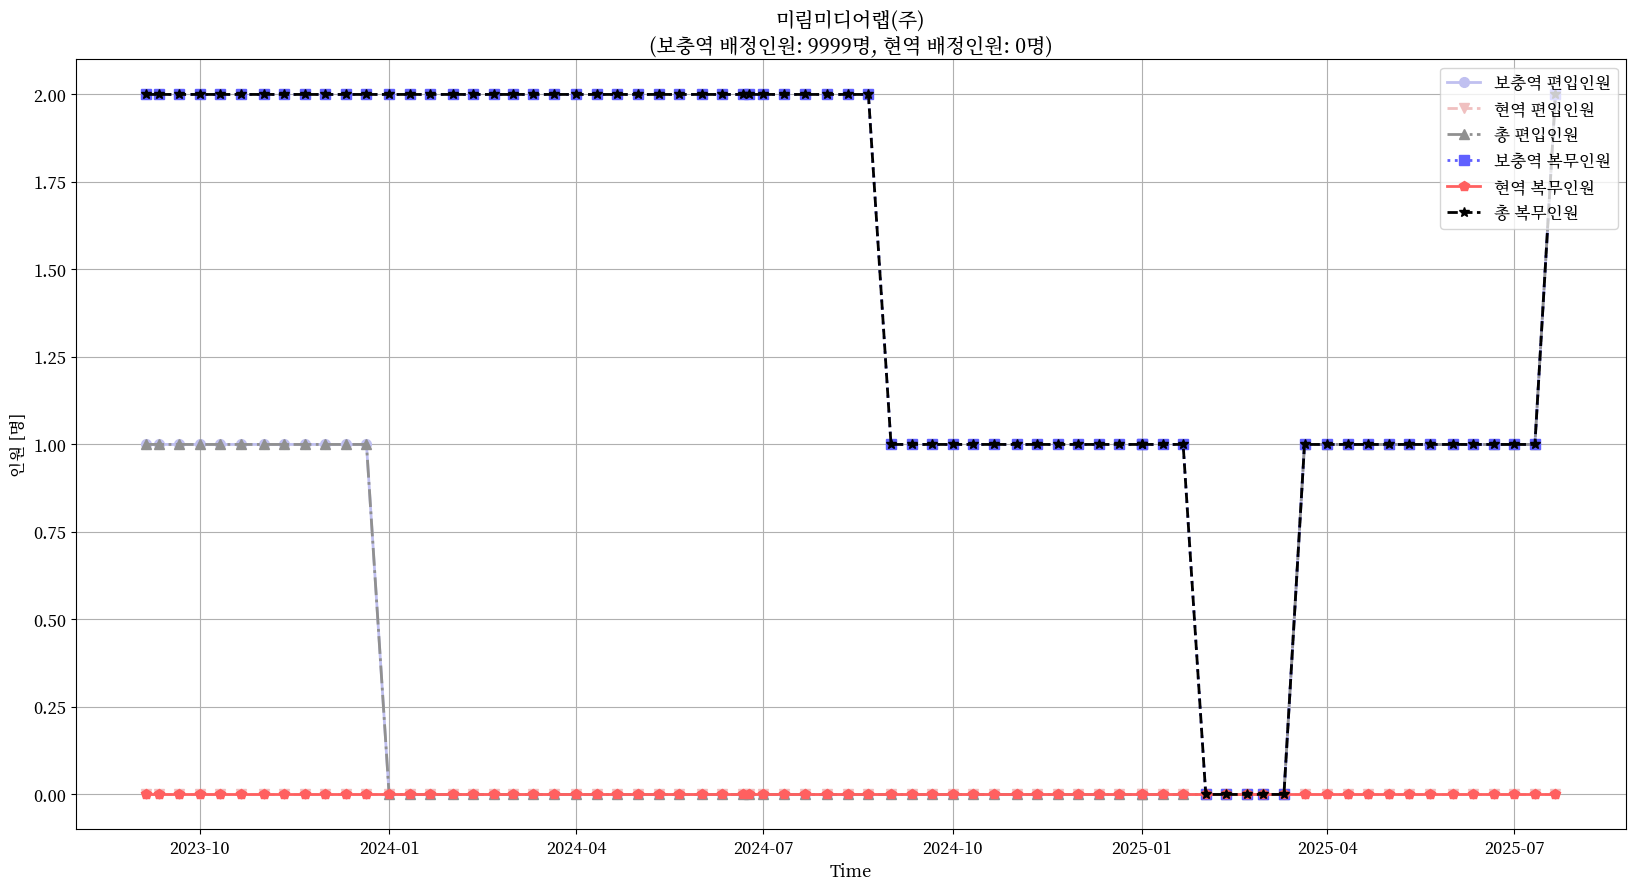 미림미디어랩(주)
(보충역 배정인원: 9999명, 현역 배정인원: 0명)
인원 [명]
2.00
1.75
1.50
1.25
1.00
0.75
0.50
0.25
0.00
보충역 편입인원
현역 편입인원
총 편입인원
보충역 복무인원
현역 복무인원
총 복무인원
2023-10
2024-01
2024-04
2024-07
2024-10
2025-01
2025-04
2025-07
Time